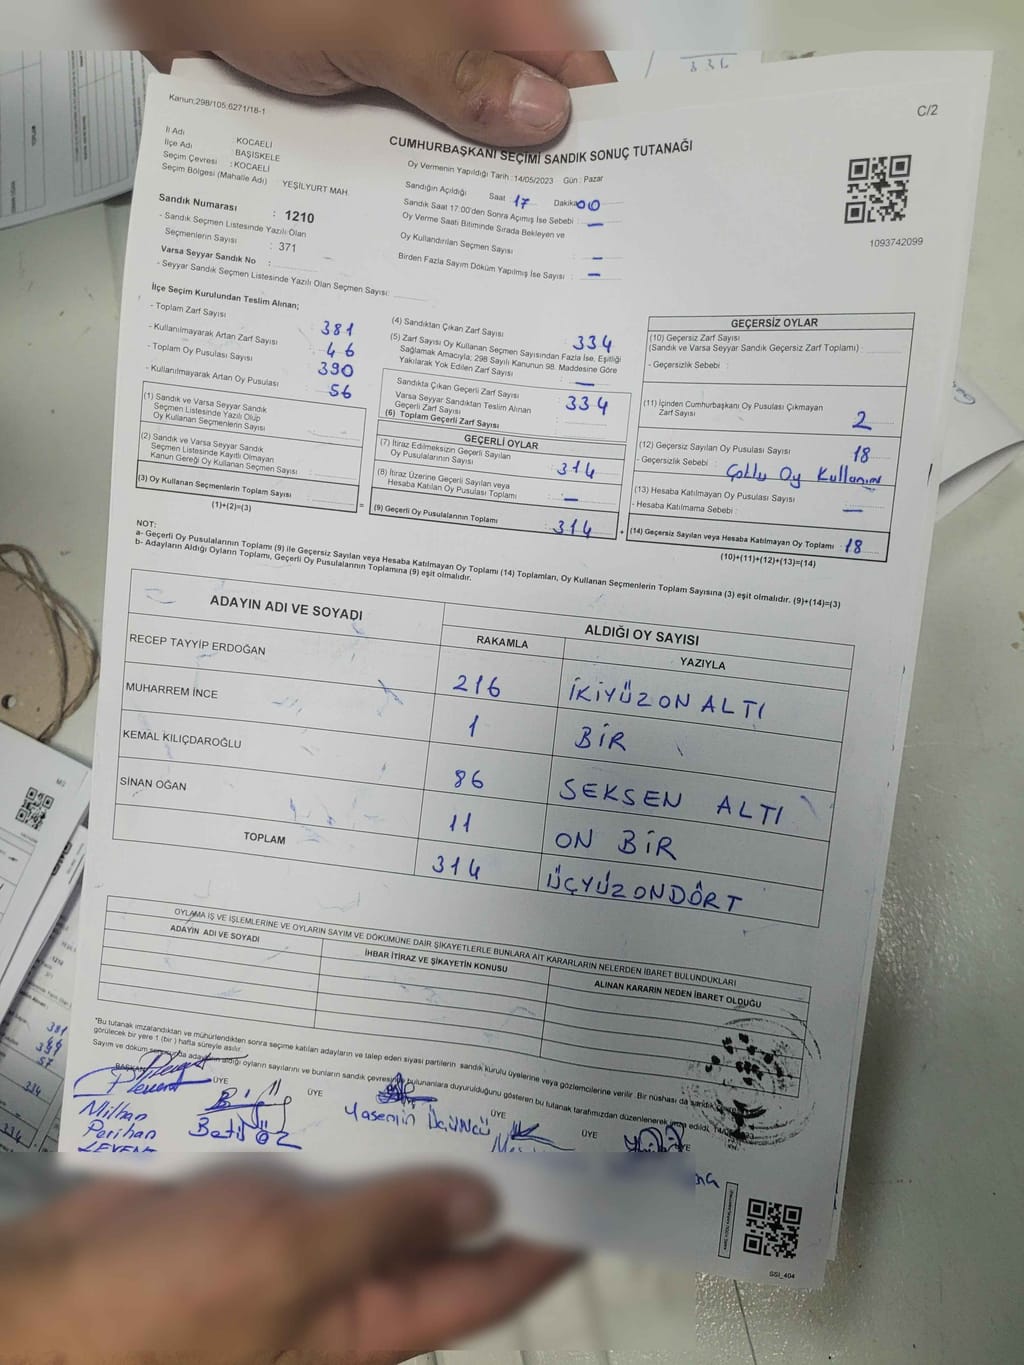 Kanun:298/105;6271/18-1
C/2
CUMHURBAŞKANI SEÇİMİ SANDIK SONUÇ TUTANAĞI
İl Adı : KOCAELİ
İlçe Adı : BAŞİSKELE
Seçim Çevresi : KOCAELİ
Seçim Bölgesi (Mahalle Adı) YEŞİLYURT MAH.
Oy Vermenin Yapıldığı Tarih :14/05/2023 Gün : Pazar
Sandığın Açıldığı Saat 17 Dakika 00
Sandık Saat 17:00'den Sonra Açılmış İse Sebebi : —
Oy Verme Saati Bitiminde Sırada Bekleyen ve
Oy Kullandırılan Seçmen Sayısı : —
Birden Fazla Sayım Döküm Yapılmış İse Sayısı : —
1093742099
Sandık Numarası : 1210
- Sandık Seçmen Listesinde Yazılı Olan
Seçmenlerin Sayısı : 371
Varsa Seyyar Sandık No :
- Seyyar Sandık Seçmen Listesinde Yazılı Olan Seçmen Sayısı:
İlçe Seçim Kurulundan Teslim Alınan;
- Toplam Zarf Sayısı 381
- Kullanılmayarak Artan Zarf Sayısı 46
- Toplam Oy Pusulası Sayısı 390
- Kullanılmayarak Artan Oy Pusulası 56
(1) Sandık ve Varsa Seyyar Sandık
Seçmen Listesinde Yazılı Olup
Oy Kullanan Seçmenlerin Sayısı :
(2) Sandık ve Varsa Seyyar Sandık
Seçmen Listesinde Kayıtlı Olmayan
Kanun Gereği Oy Kullanan Seçmen Sayısı :
(3) Oy Kullanan Seçmenlerin Toplam Sayısı :
(1)+(2)=(3)
(4) Sandıktan Çıkan Zarf Sayısı : 334
(5) Zarf Sayısı Oy Kullanan Seçmen Sayısından Fazla İse, Eşitliği
Sağlamak Amacıyla; 298 Sayılı Kanunun 98. Maddesine Göre
Yakılarak Yok Edilen Zarf Sayısı : —
Sandıkta Çıkan Geçerli Zarf Sayısı : 334
Varsa Seyyar Sandıktan Teslim Alınan
Geçerli Zarf Sayısı :
(6) Toplam Geçerli Zarf Sayısı :
GEÇERLİ OYLAR
(7) İtiraz Edilmeksizin Geçerli Sayılan
Oy Pusulalarının Sayısı : 314
(8) İtiraz Üzerine Geçerli Sayılan veya
Hesaba Katılan Oy Pusulası Toplamı : —
(9) Geçerli Oy Pusulalarının Toplamı : 314
GEÇERSİZ OYLAR
(10) Geçersiz Zarf Sayısı
(Sandık ve Varsa Seyyar Sandık Geçersiz Zarf Toplamı) :
- Geçersizlik Sebebi :
(11) İçinden Cumhurbaşkanı Oy Pusulası Çıkmayan
Zarf Sayısı : 2
(12) Geçersiz Sayılan Oy Pusulası Sayısı : 18
- Geçersizlik Sebebi : Çoklu Oy Kullanımı
(13) Hesaba Katılmayan Oy Pusulası Sayısı
- Hesaba Katılmama Sebebi : —
(14) Geçersiz Sayılan veya Hesaba Katılmayan Oy Toplamı : 18
(10)+(11)+(12)+(13)=(14)
NOT:
a- Geçerli Oy Pusulalarının Toplamı (9) ile Geçersiz Sayılan veya Hesaba Katılmayan Oy Toplamı (14) Toplamları, Oy Kullanan Seçmenlerin Toplam Sayısına (3) eşit olmalıdır. (9)+(14)=(3)
b- Adayların Aldığı Oyların Toplamı, Geçerli Oy Pusulalarının Toplamına (9) eşit olmalıdır.
ADAYIN ADI VE SOYADI ALDIĞI OY SAYISI
RAKAMLA YAZIYLA
RECEP TAYYİP ERDOĞAN 216 İKİYÜZONALTI
MUHARREM İNCE 1 BİR
KEMAL KILIÇDAROĞLU 86 SEKSEN ALTI
SİNAN OĞAN 11 ON BİR
TOPLAM 314 ÜÇYÜZONDÖRT
OYLAMA İŞ VE İŞLEMLERİNE VE OYLARIN SAYIM VE DÖKÜMÜNE DAİR ŞİKAYETLERLE BUNLARA AİT KARARLARIN NELERDEN İBARET BULUNDUKLARI
ADAYIN ADI VE SOYADI İHBAR İTİRAZ VE ŞİKAYETİN KONUSU ALINAN KARARIN NEDEN İBARET OLDUĞU
*Bu tutanak imzalandıktan ve mühürlendikten sonra seçime katılan adayların ve talep eden siyasi partilerin sandık kurulu üyelerine veya gözlemcilerine verilir. Bir nüshası da sandık
görülecek bir yere 1 (bir) hafta süreyle asılır.
Sayım ve döküm adayların aldığı oyların sayılarını ve bunların sandık çevresinde bulunanlara duyurulduğunu gösteren bu tutanak tarafımızdan düzenlenerek imza edildi.
BAŞKAN ÜYE ÜYE ÜYE ÜYE
Milhan
Perihan
LEVENT
Betül ÖZ
Yasemin
SSI_404